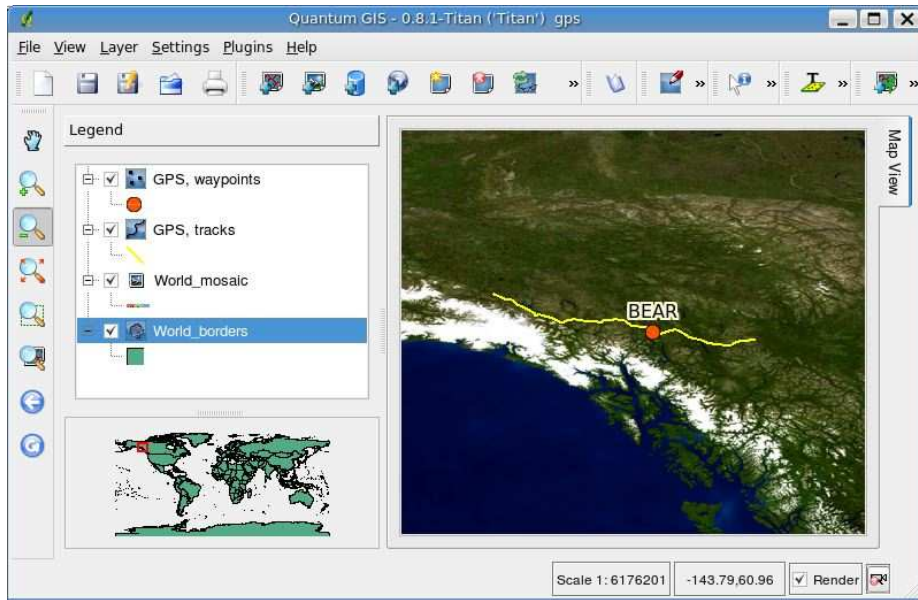 Quantum GIS - 0.8.1-Titan ('Titan') gps
File View Layer Settings Plugins Help
Legend
GPS, waypoints
GPS, tracks
World_mosaic
World_borders
Map View
BEAR
Scale 1: 6176201
-143.79,60.96
Render